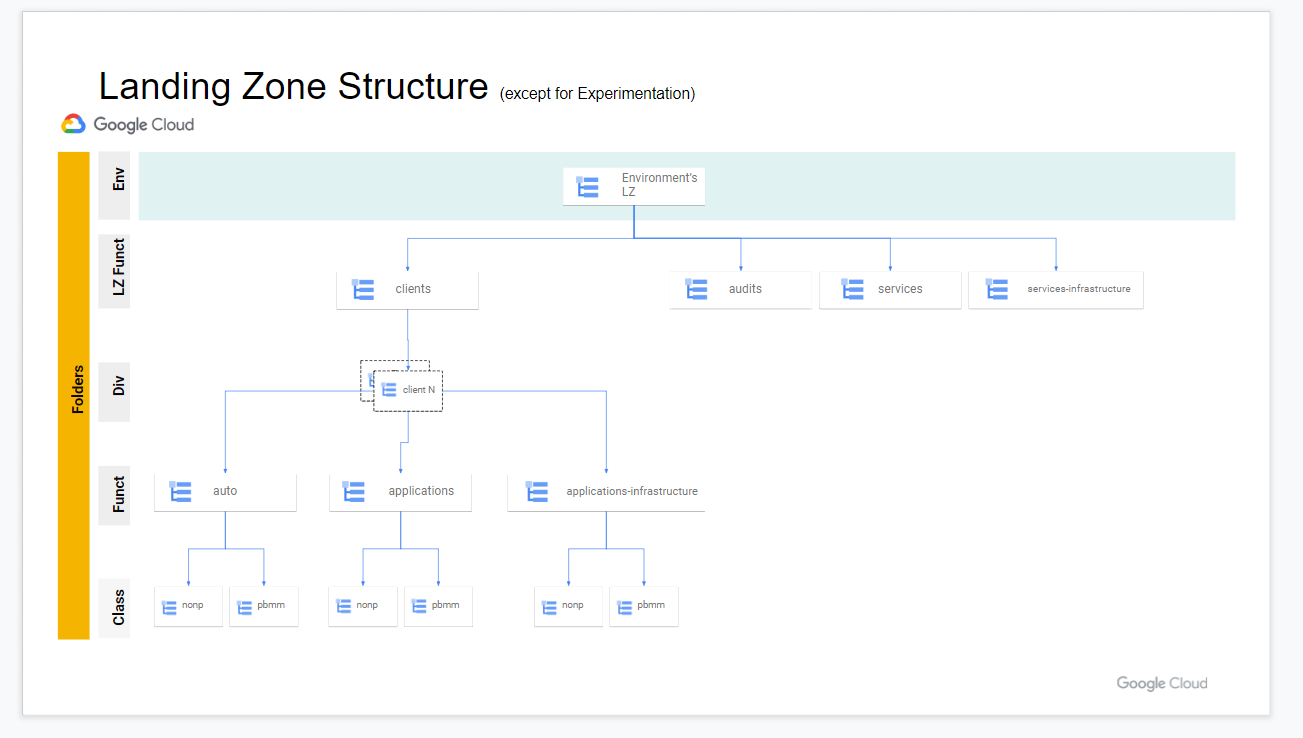 Landing Zone Structure (except for Experimentation)
Google Cloud
Folders
Env
Environment's
LZ
LZ Funct
clients
audits
services
services-infrastructure
Div
client N
Funct
auto
applications
applications-infrastructure
Class
nonp
pbmm
nonp
pbmm
nonp
pbmm
Google Cloud